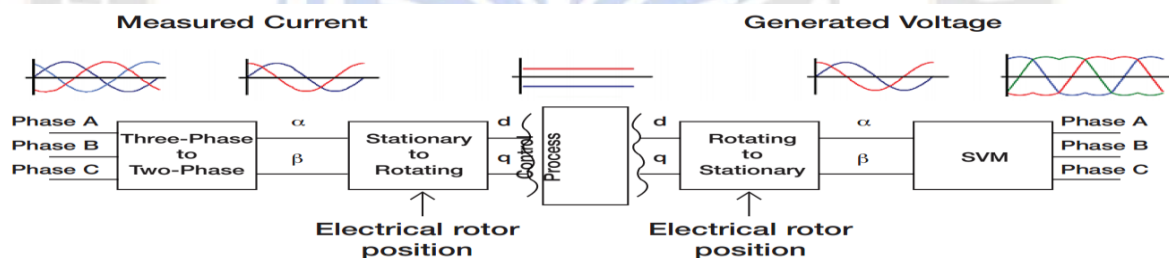 Measured Current
Generated Voltage
Phase A
Phase B
Phase C
Three-Phase
to
Two-Phase
α
β
Stationary
to
Rotating
d
q
Control
Process
d
q
Rotating
to
Stationary
α
β
SVM
Phase A
Phase B
Phase C
Electrical rotor
position
Electrical rotor
position